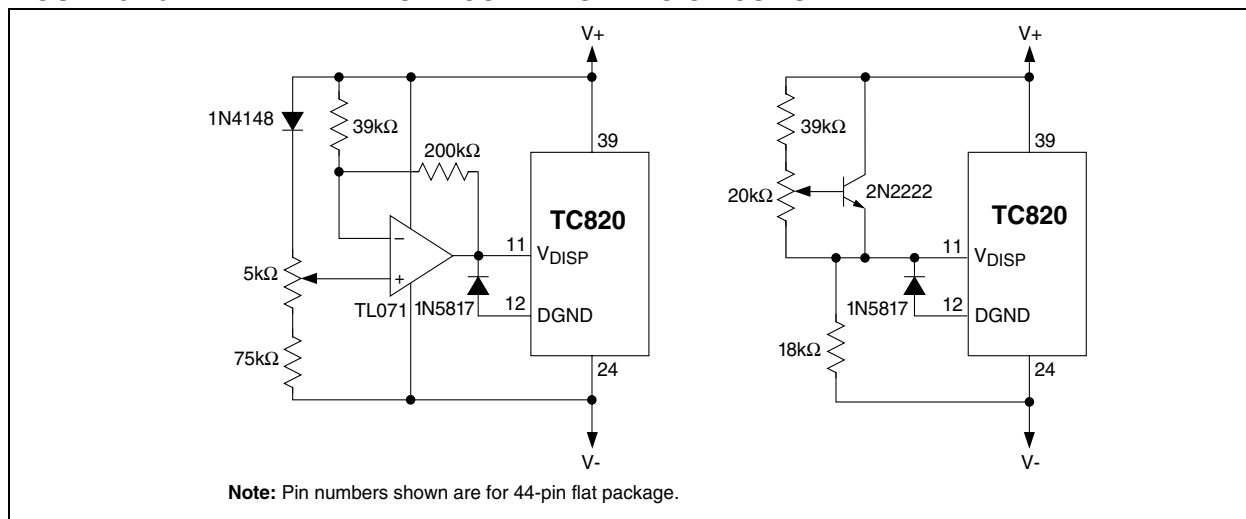 V+
1N4148
39kΩ
200kΩ
39
TC820
11
VDISP
5kΩ
TL071
1N5817
12
DGND
75kΩ
24
V-
V+
39kΩ
39
20kΩ
2N2222
TC820
11
VDISP
1N5817
12
DGND
18kΩ
24
V-
Note: Pin numbers shown are for 44-pin flat package.